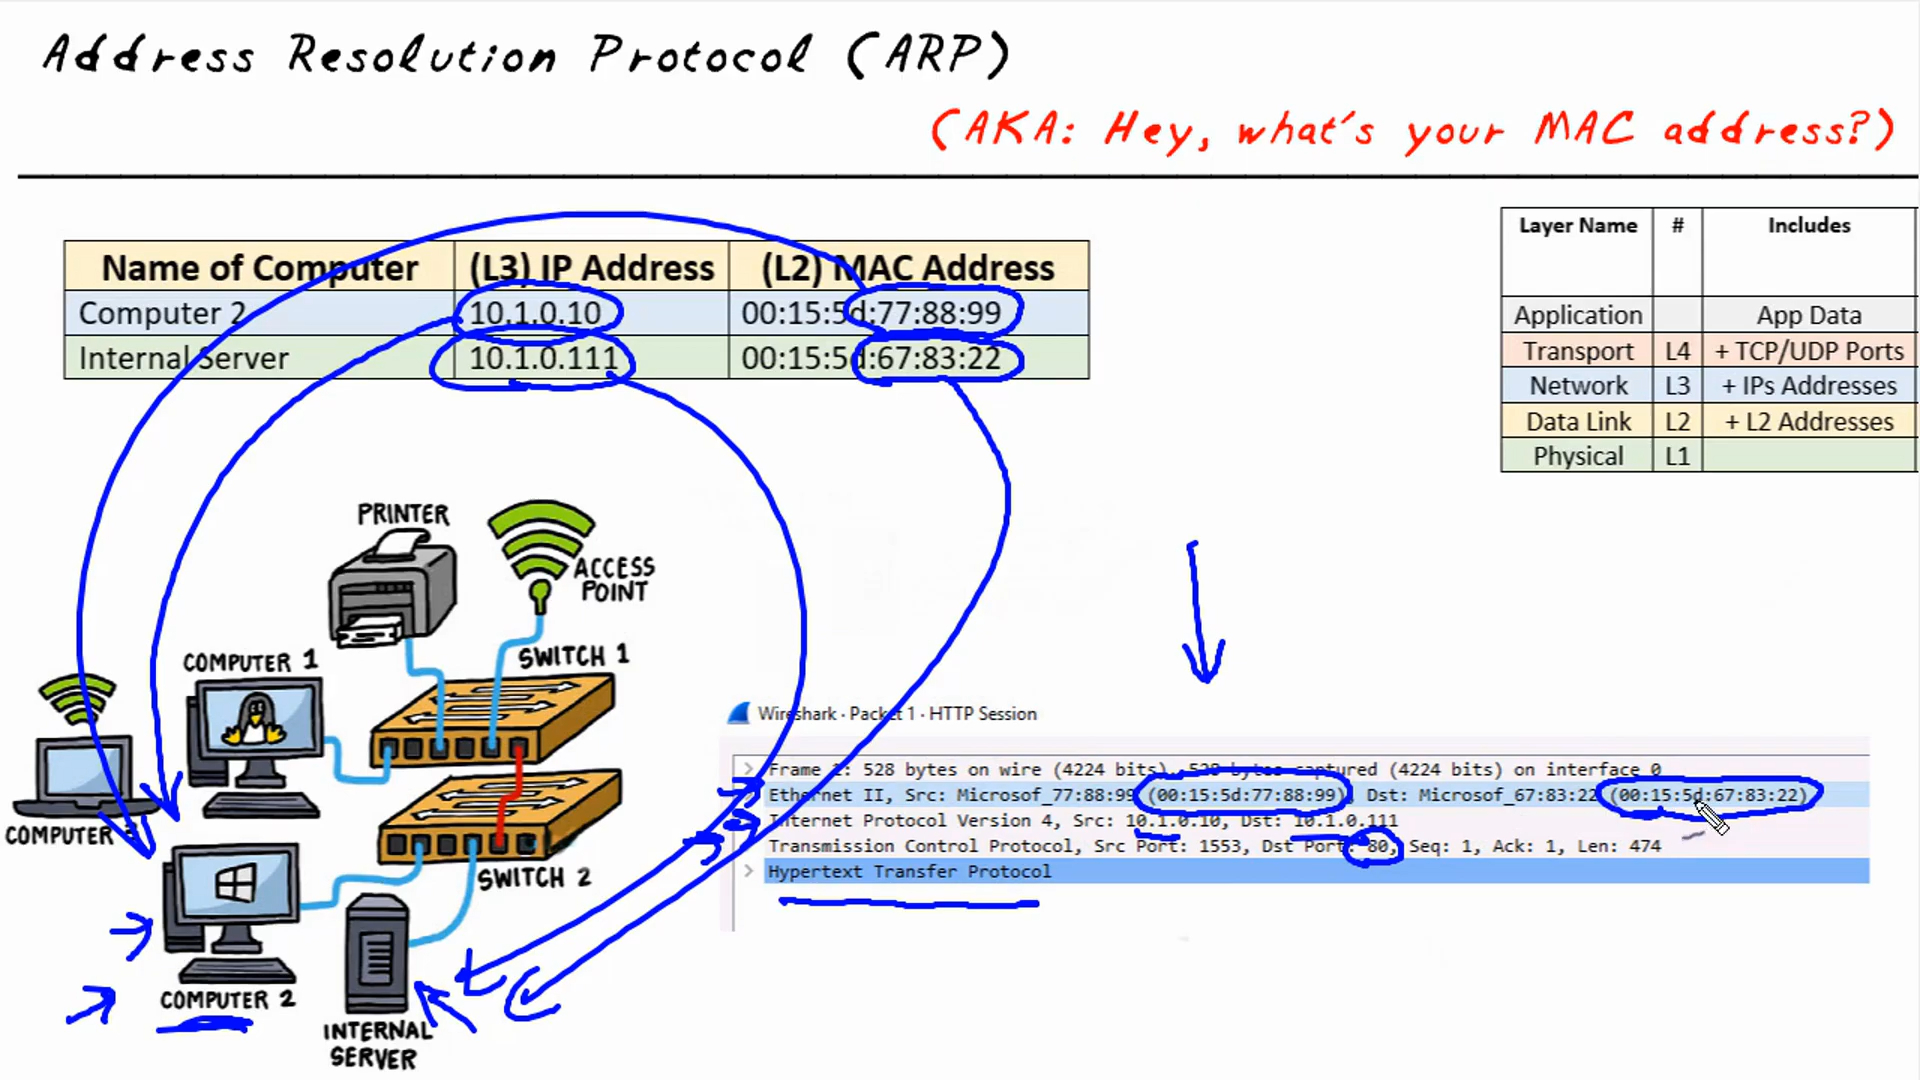 Address Resolution Protocol (ARP)
(AKA: Hey, what's your MAC address?)
Name of Computer (L3) IP Address (L2) MAC Address
Computer 2 10.1.0.10 00:15:5d:77:88:99
Internal Server 10.1.0.111 00:15:5d:67:83:22
Layer Name # Includes
Application App Data
Transport L4 + TCP/UDP Ports
Network L3 + IPs Addresses
Data Link L2 + L2 Addresses
Physical L1
PRINTER
ACCESS
POINT
COMPUTER 1
SWITCH 1
COMPUTER
SWITCH 2
COMPUTER 2
INTERNAL
SERVER
Wireshark · Packet 1 · HTTP Session
Frame 1: 528 bytes on wire (4224 bits), 528 bytes captured (4224 bits) on interface 0
Ethernet II, Src: Microsof_77:88:99 (00:15:5d:77:88:99), Dst: Microsof_67:83:22 (00:15:5d:67:83:22)
Internet Protocol Version 4, Src: 10.1.0.10, Dst: 10.1.0.111
Transmission Control Protocol, Src Port: 1553, Dst Port: 80, Seq: 1, Ack: 1, Len: 474
Hypertext Transfer Protocol